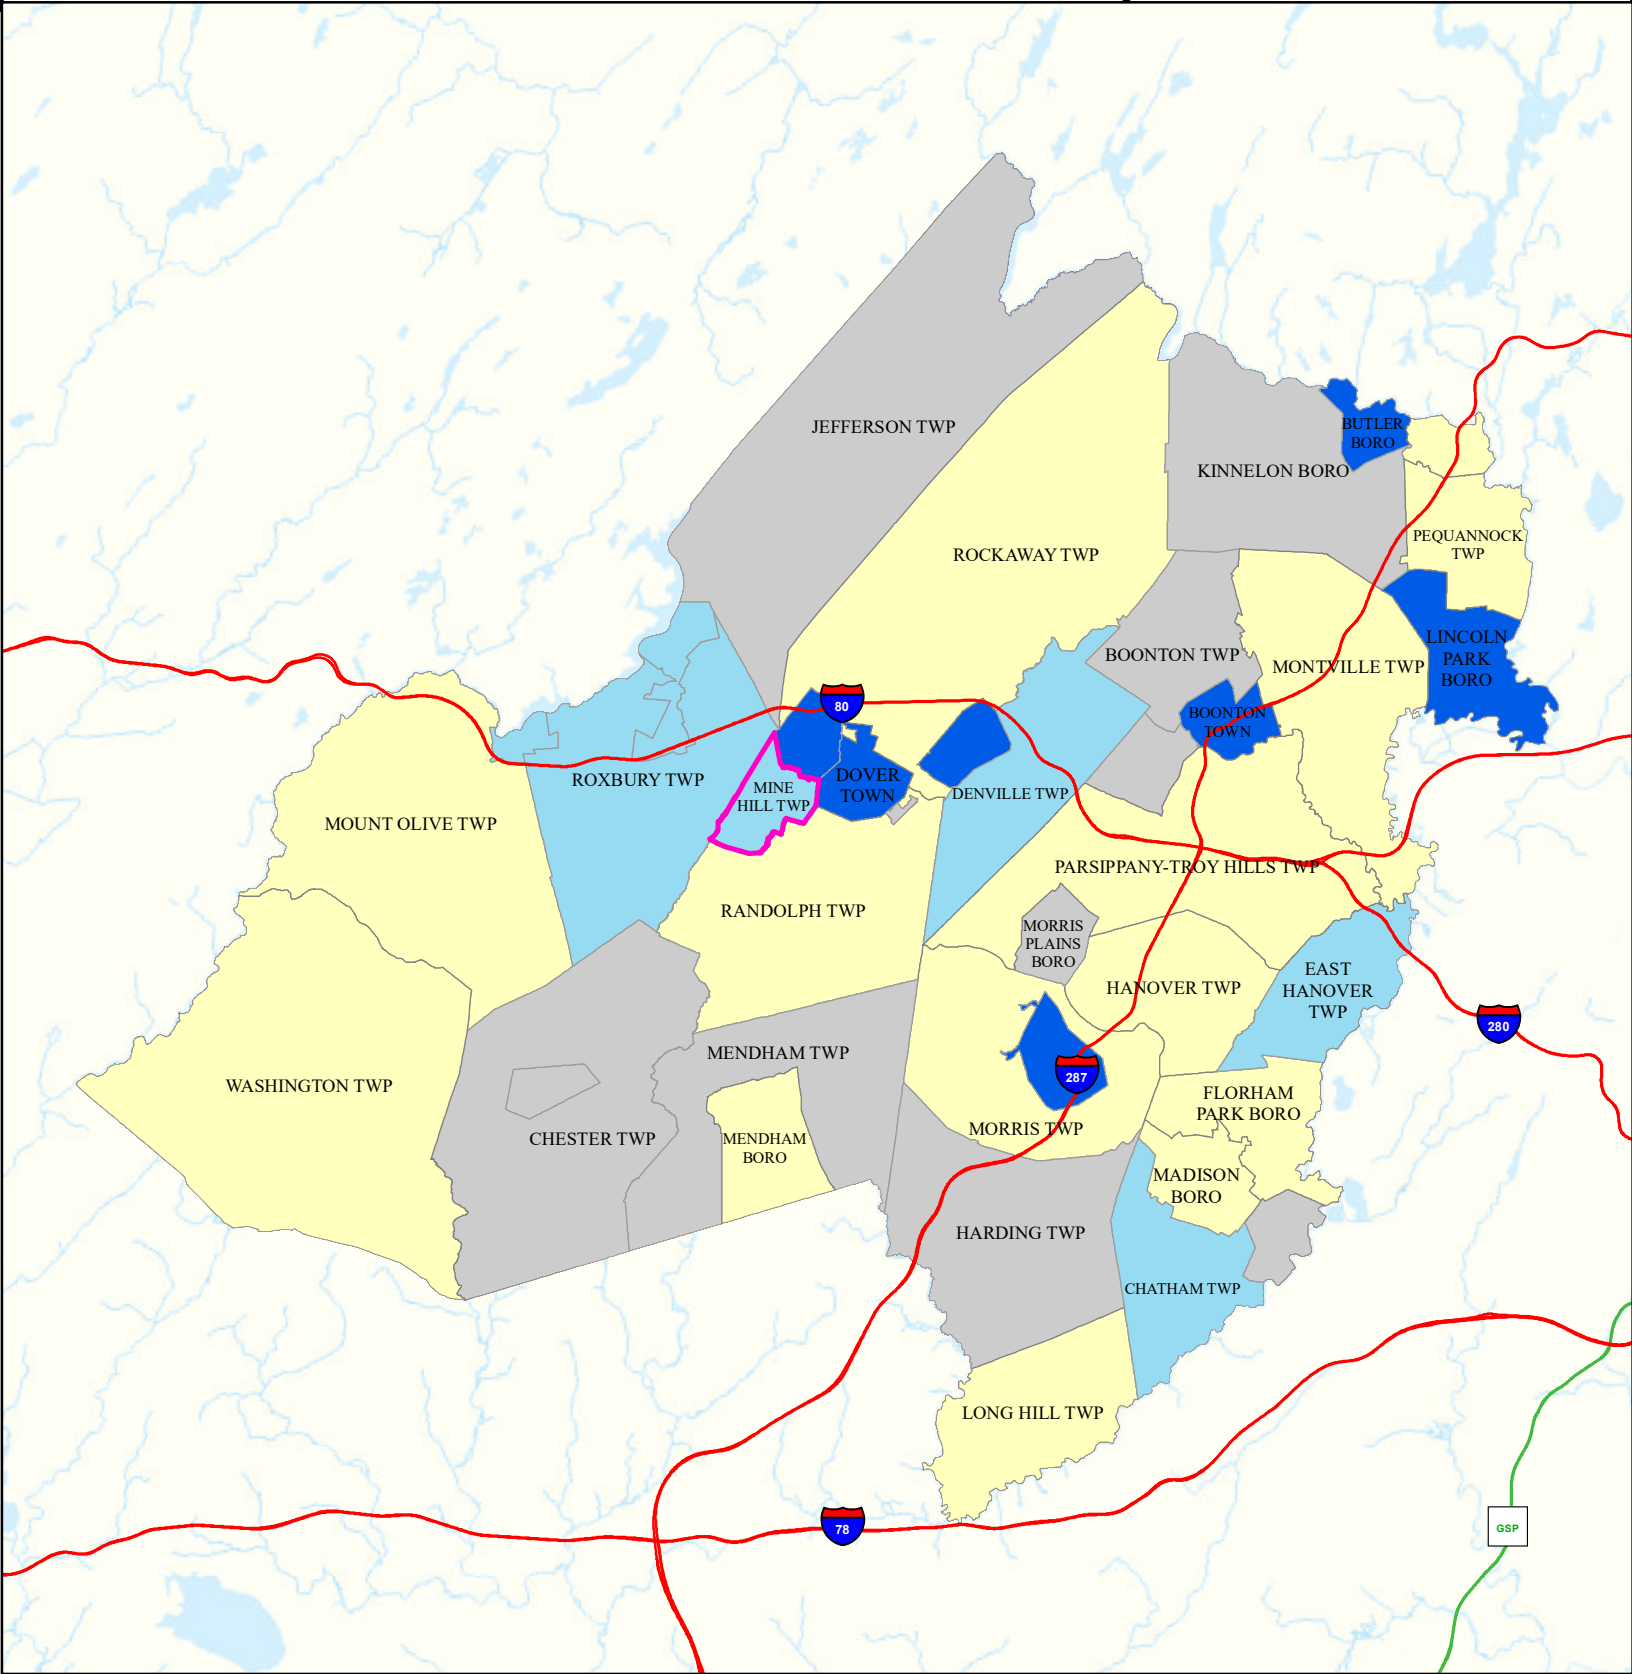 JEFFERSON TWP
BUTLER
BORO
KINNELON BORO
PEQUANNOCK
TWP
ROCKAWAY TWP
LINCOLN
PARK
BORO
BOONTON TWP
MONTVILLE TWP
80
BOONTON
TOWN
ROXBURY TWP
MINE
HILL TWP
DOVER
TOWN
DENVILLE TWP
MOUNT OLIVE TWP
PARSIPPANY-TROY HILLS TWP
RANDOLPH TWP
MORRIS
PLAINS
BORO
EAST
HANOVER
TWP
HANOVER TWP
280
MENDHAM TWP
287
WASHINGTON TWP
FLORHAM
PARK BORO
CHESTER TWP
MENDHAM
BORO
MORRIS TWP
MADISON
BORO
HARDING TWP
CHATHAM TWP
LONG HILL TWP
78
GSP